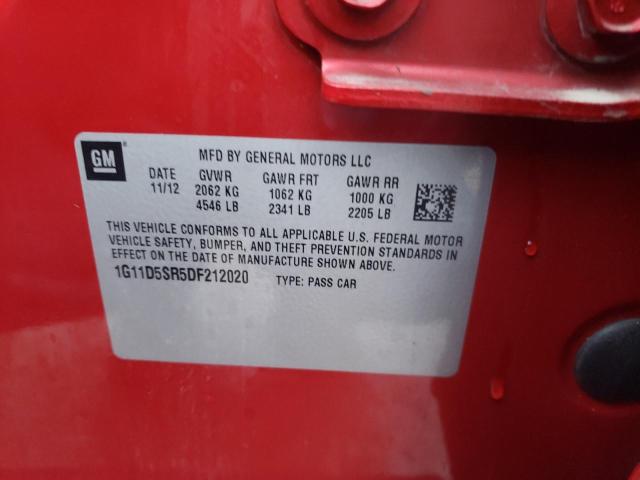 GM
MFD BY GENERAL MOTORS LLC
DATE GVWR GAWR FRT GAWR RR
11/12 2062 KG 1062 KG 1000 KG
4546 LB 2341 LB 2205 LB
THIS VEHICLE CONFORMS TO ALL APPLICABLE U.S. FEDERAL MOTOR
VEHICLE SAFETY, BUMPER, AND THEFT PREVENTION STANDARDS IN
EFFECT ON THE DATE OF MANUFACTURE SHOWN ABOVE.
1G11D5SR5DF212020 TYPE: PASS CAR